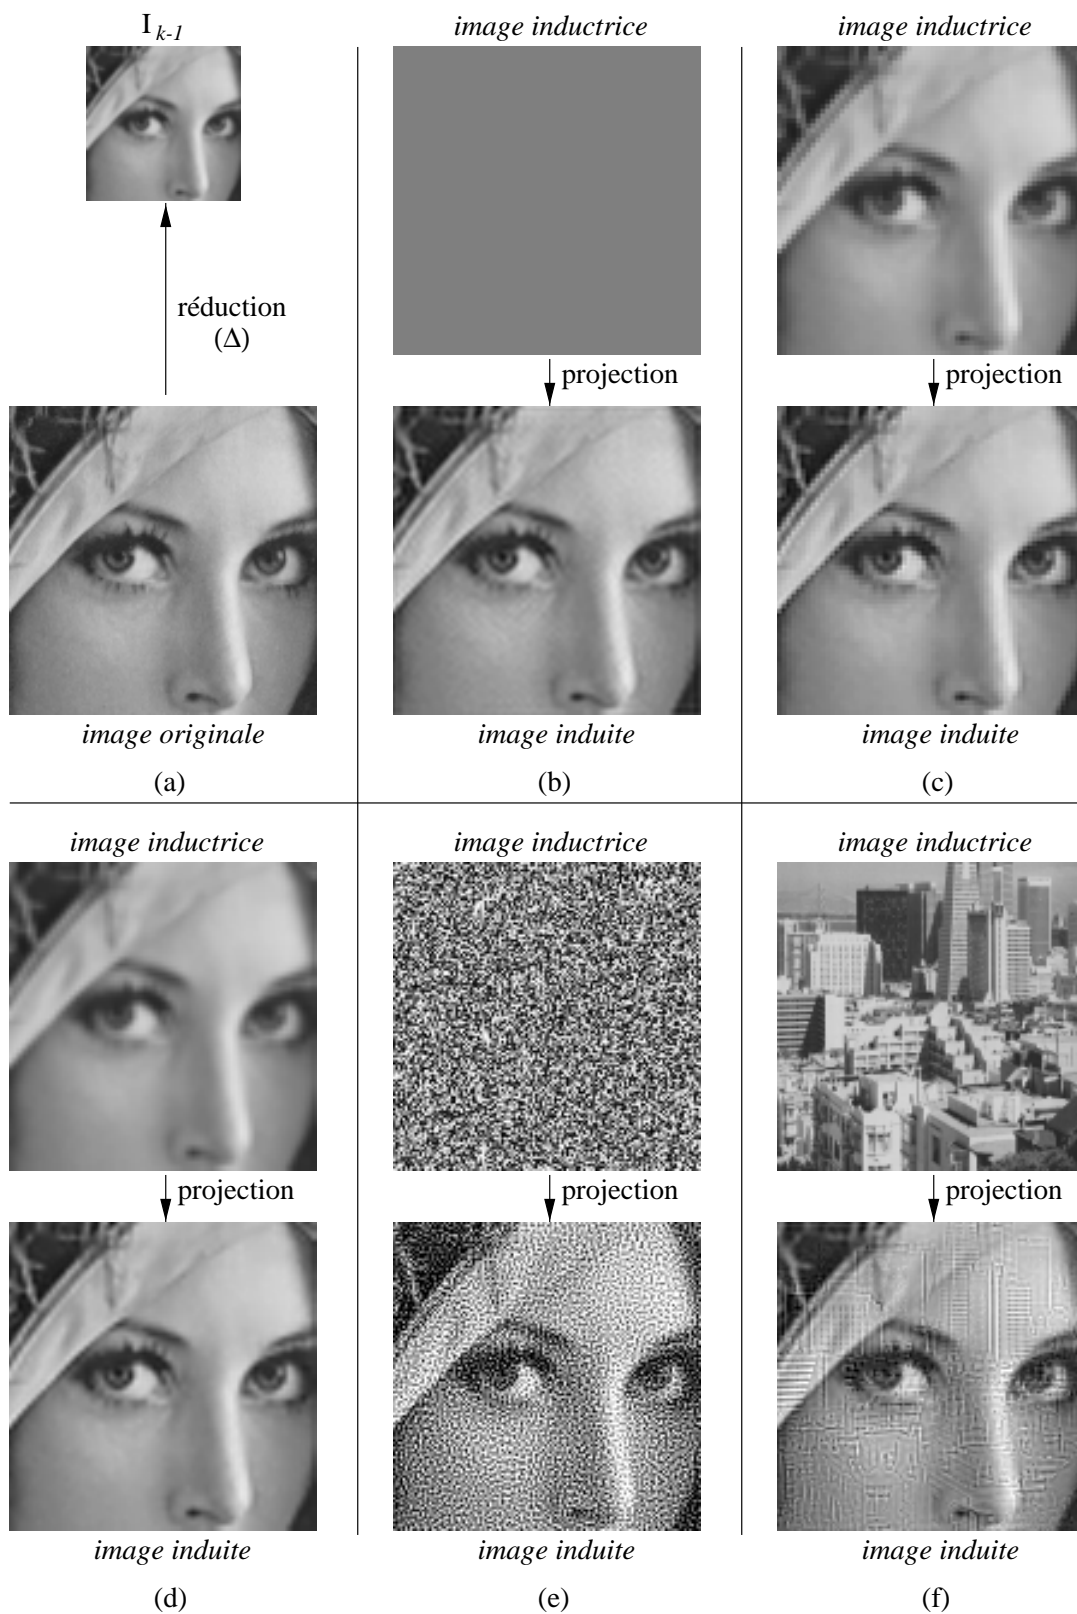 I k-1
réduction
(Δ)
image originale
(a)
image inductrice
projection
image induite
(b)
image inductrice
projection
image induite
(c)
image inductrice
projection
image induite
(d)
image inductrice
projection
image induite
(e)
image inductrice
projection
image induite
(f)